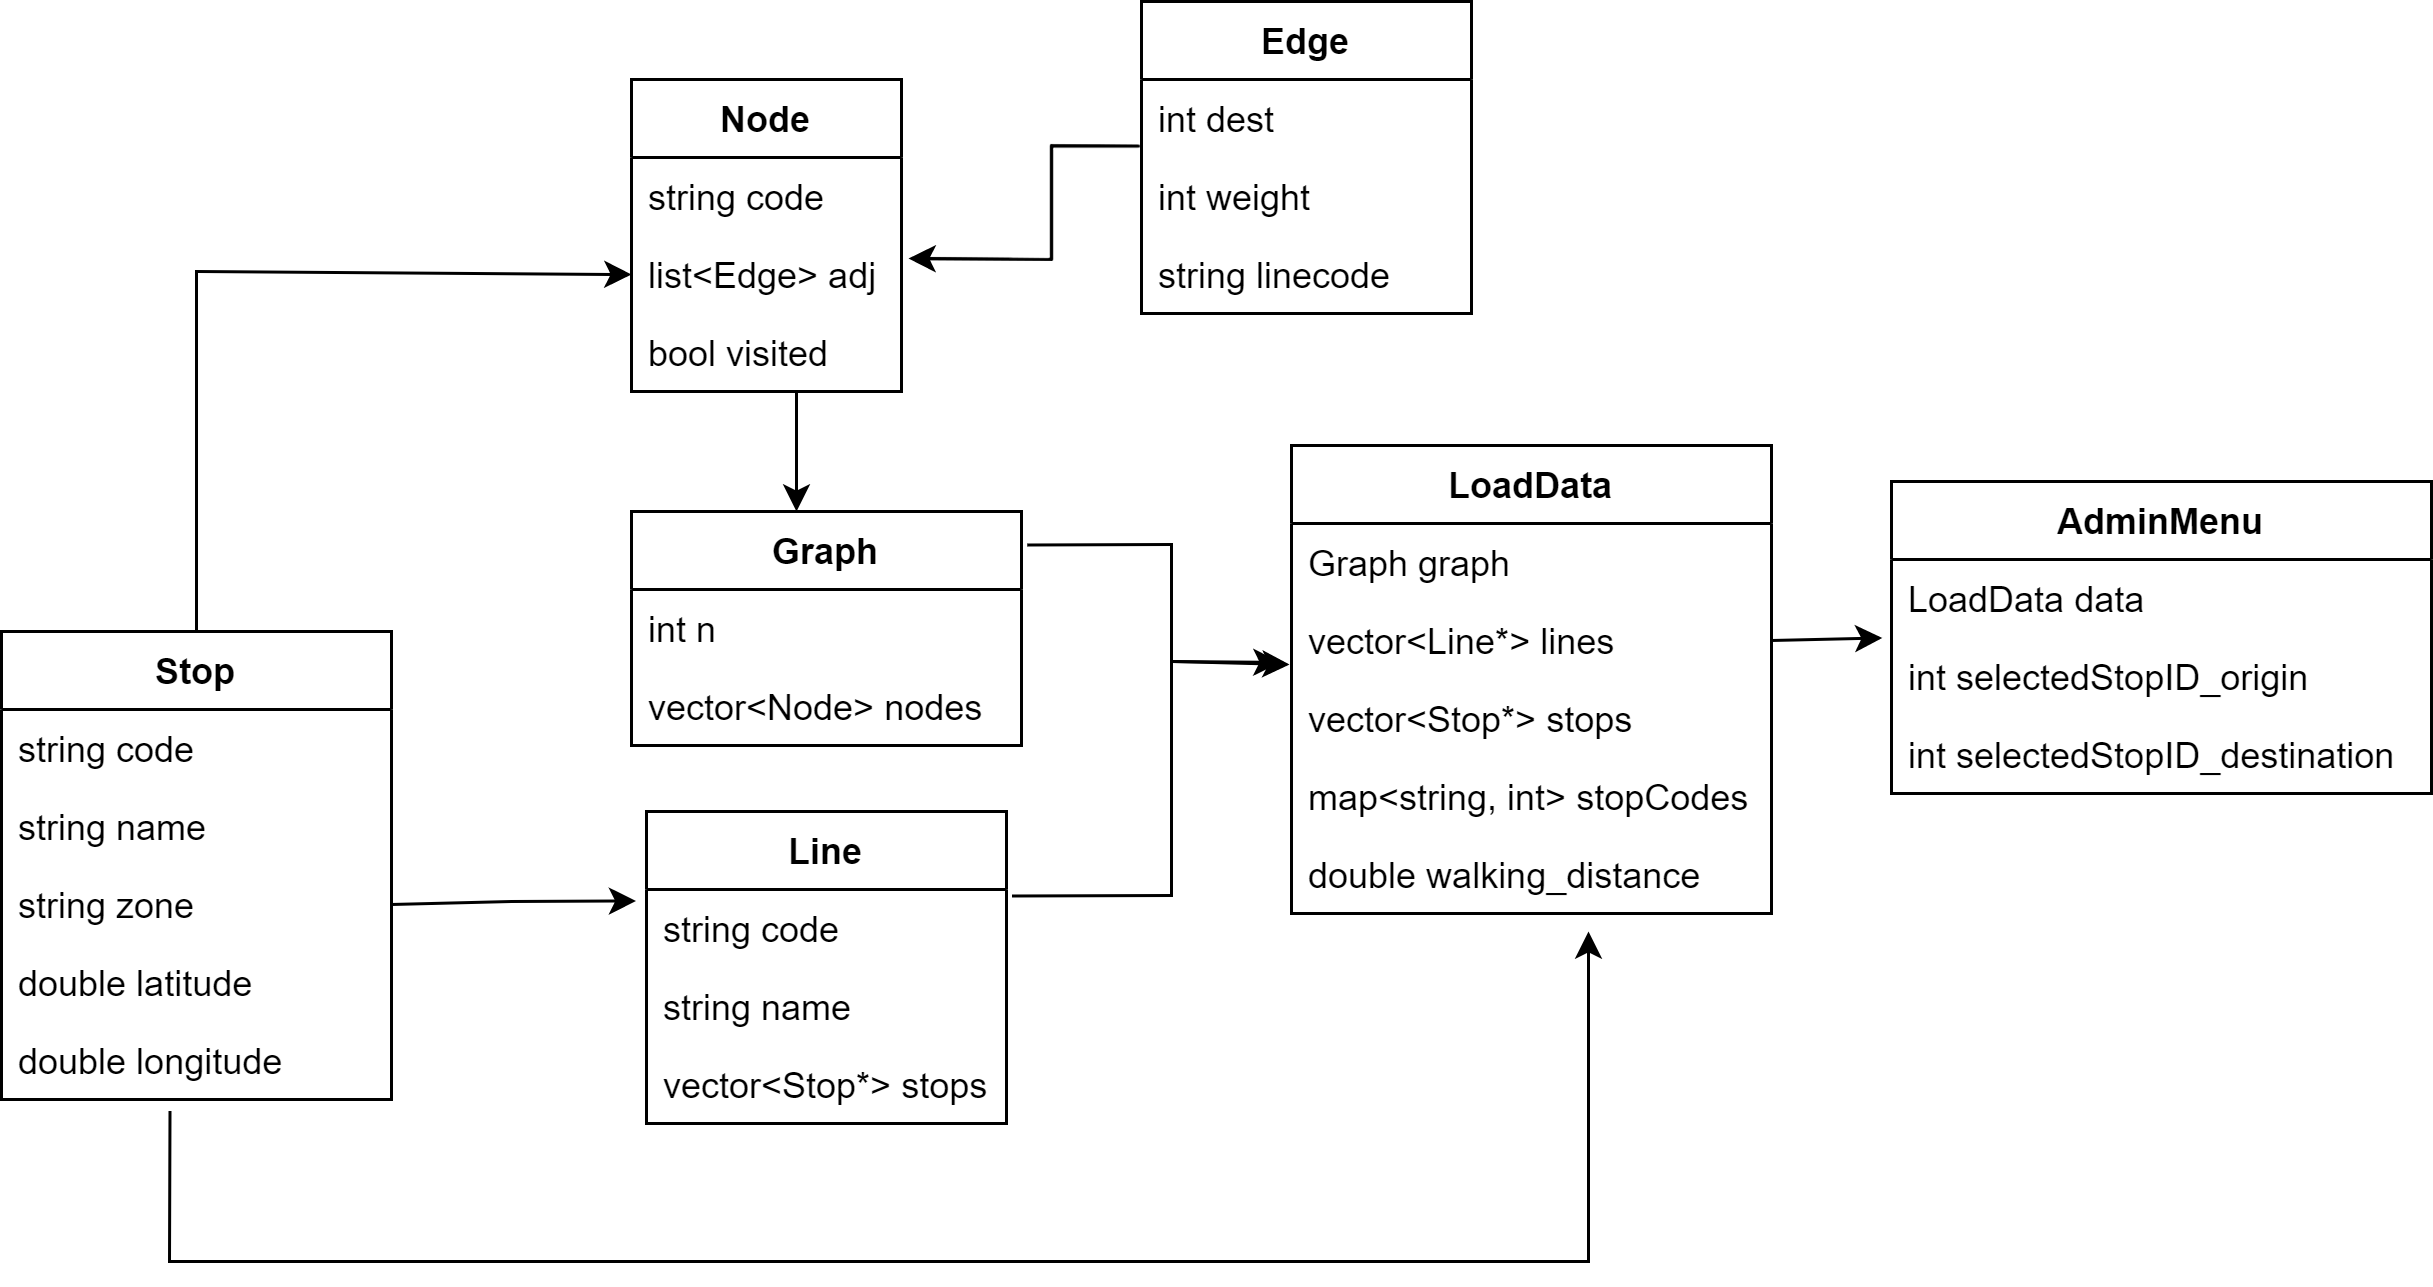 Edge
int dest
int weight
string linecode
Node
string code
list<Edge> adj
bool visited
Graph
int n
vector<Node> nodes
LoadData
Graph graph
vector<Line*> lines
vector<Stop*> stops
map<string, int> stopCodes
double walking_distance
AdminMenu
LoadData data
int selectedStopID_origin
int selectedStopID_destination
Stop
string code
string name
string zone
double latitude
double longitude
Line
string code
string name
vector<Stop*> stops